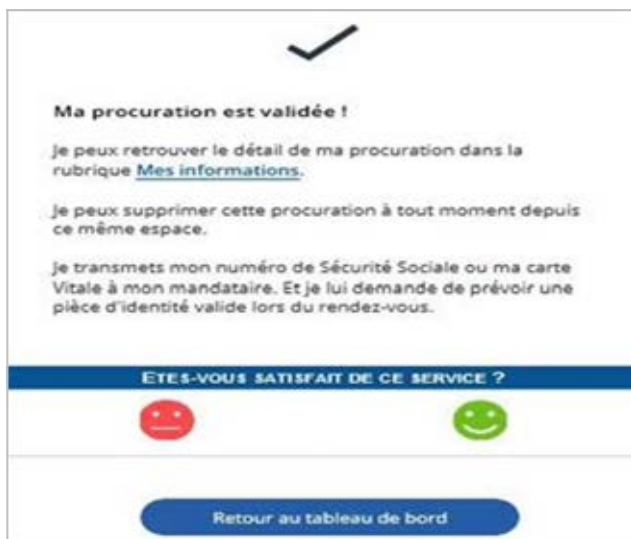 Ma procuration est validée !
Je peux retrouver le détail de ma procuration dans la
rubrique Mes informations.
Je peux supprimer cette procuration à tout moment depuis
ce même espace.
Je transmets mon numéro de Sécurité Sociale ou ma carte
Vitale à mon mandataire. Et je lui demande de prévoir une
pièce d'identité valide lors du rendez-vous.
ETES-VOUS SATISFAIT DE CE SERVICE ?
Retour au tableau de bord